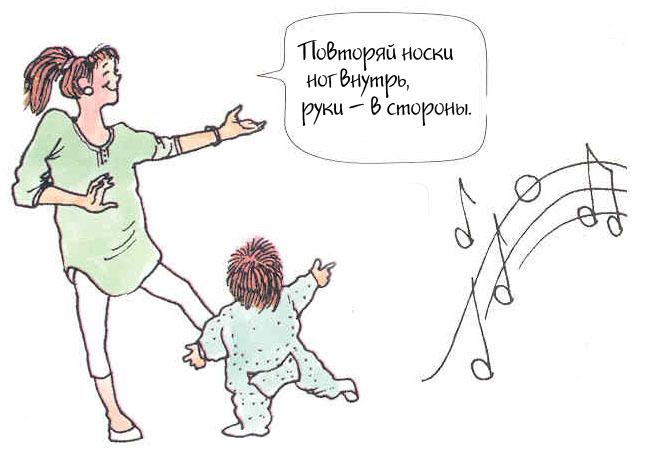 Повторяй носки
ног внутрь,
руки – в стороны.